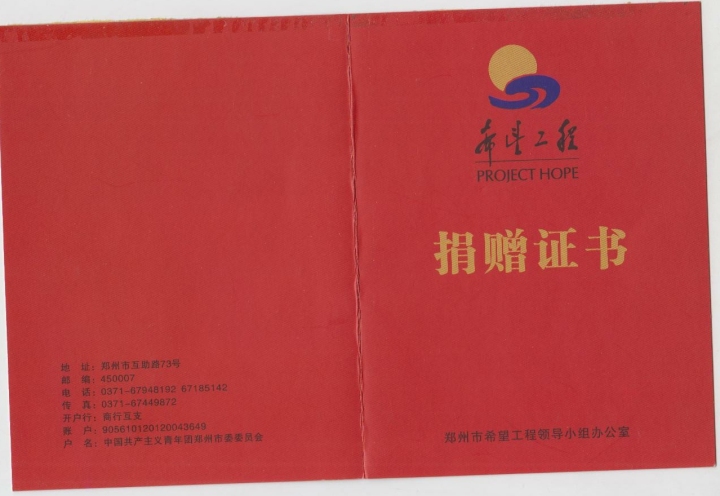 希望工程
PROJECT HOPE
捐赠证书
郑州市希望工程领导小组办公室
地　址：郑州市互助路73号
邮　编：450007
电　话：0371-67948192 67185142
传　真：0371-67449872
开户行：商行互支
账　户：905610120120043649
户　名：中国共产主义青年团郑州市委委员会